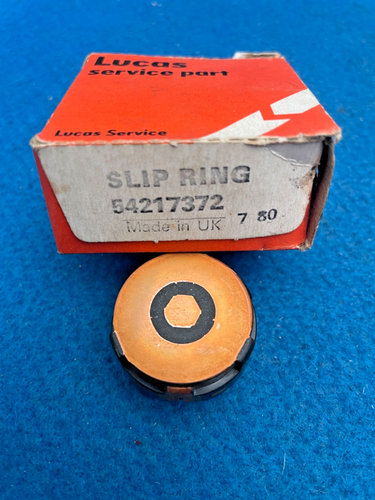 Lucas
service part
Lucas Service
SLIP RING
54217372
Made in UK 7 80